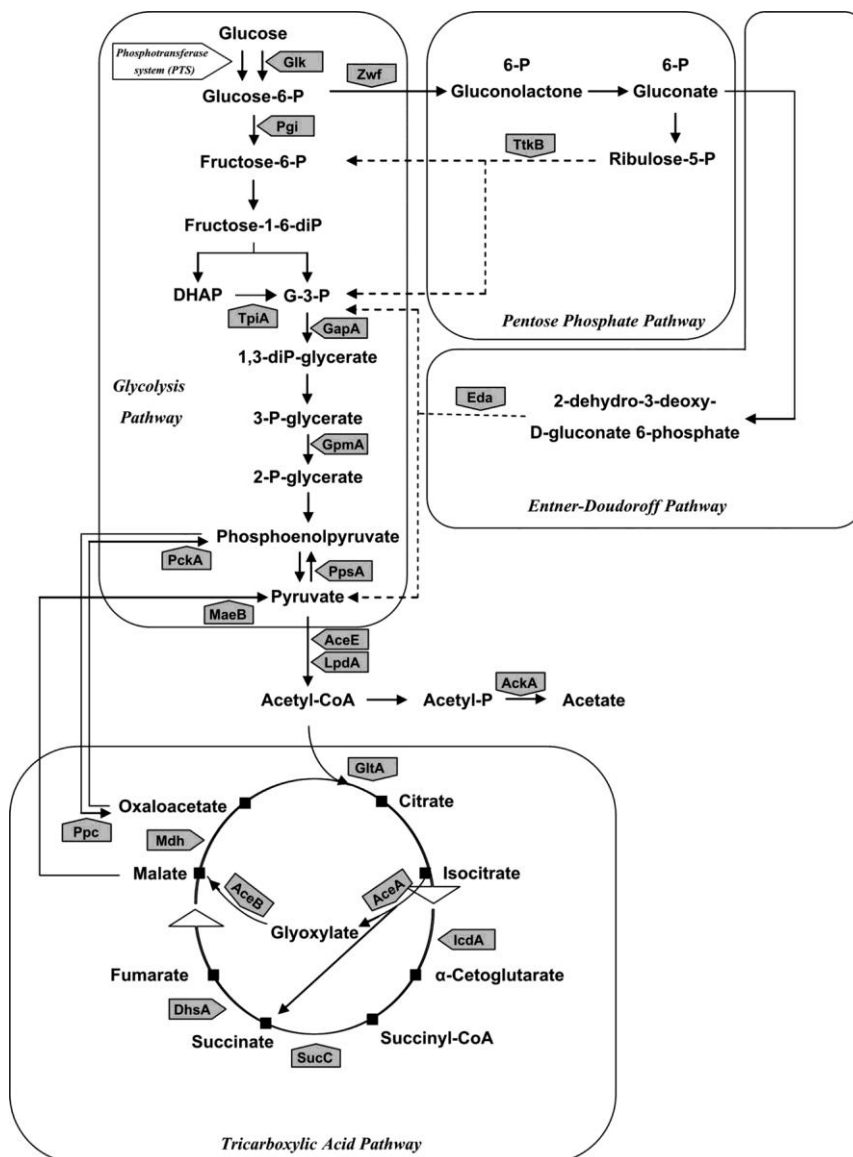 Glucose
Phosphotransferase
system (PTS)
Glk
Glucose-6-P
Zwf
6-P
Gluconolactone
6-P
Gluconate
Pgi
Fructose-6-P
TtkB
Ribulose-5-P
Fructose-1-6-diP
DHAP
G-3-P
TpiA
GapA
Pentose Phosphate Pathway
1,3-diP-glycerate
Glycolysis
Pathway
3-P-glycerate
GpmA
2-P-glycerate
Eda
2-dehydro-3-deoxy-
D-gluconate 6-phosphate
Entner-Doudoroff Pathway
Phosphoenolpyruvate
PckA
PpsA
Pyruvate
MaeB
AceE
LpdA
Acetyl-CoA
Acetyl-P
AckA
Acetate
GltA
Oxaloacetate
Citrate
Ppc
Mdh
Malate
AceB
AceA
Isocitrate
Glyoxylate
IcdA
Fumarate
α-Cetoglutarate
DhsA
Succinate
Succinyl-CoA
SucC
Tricarboxylic Acid Pathway